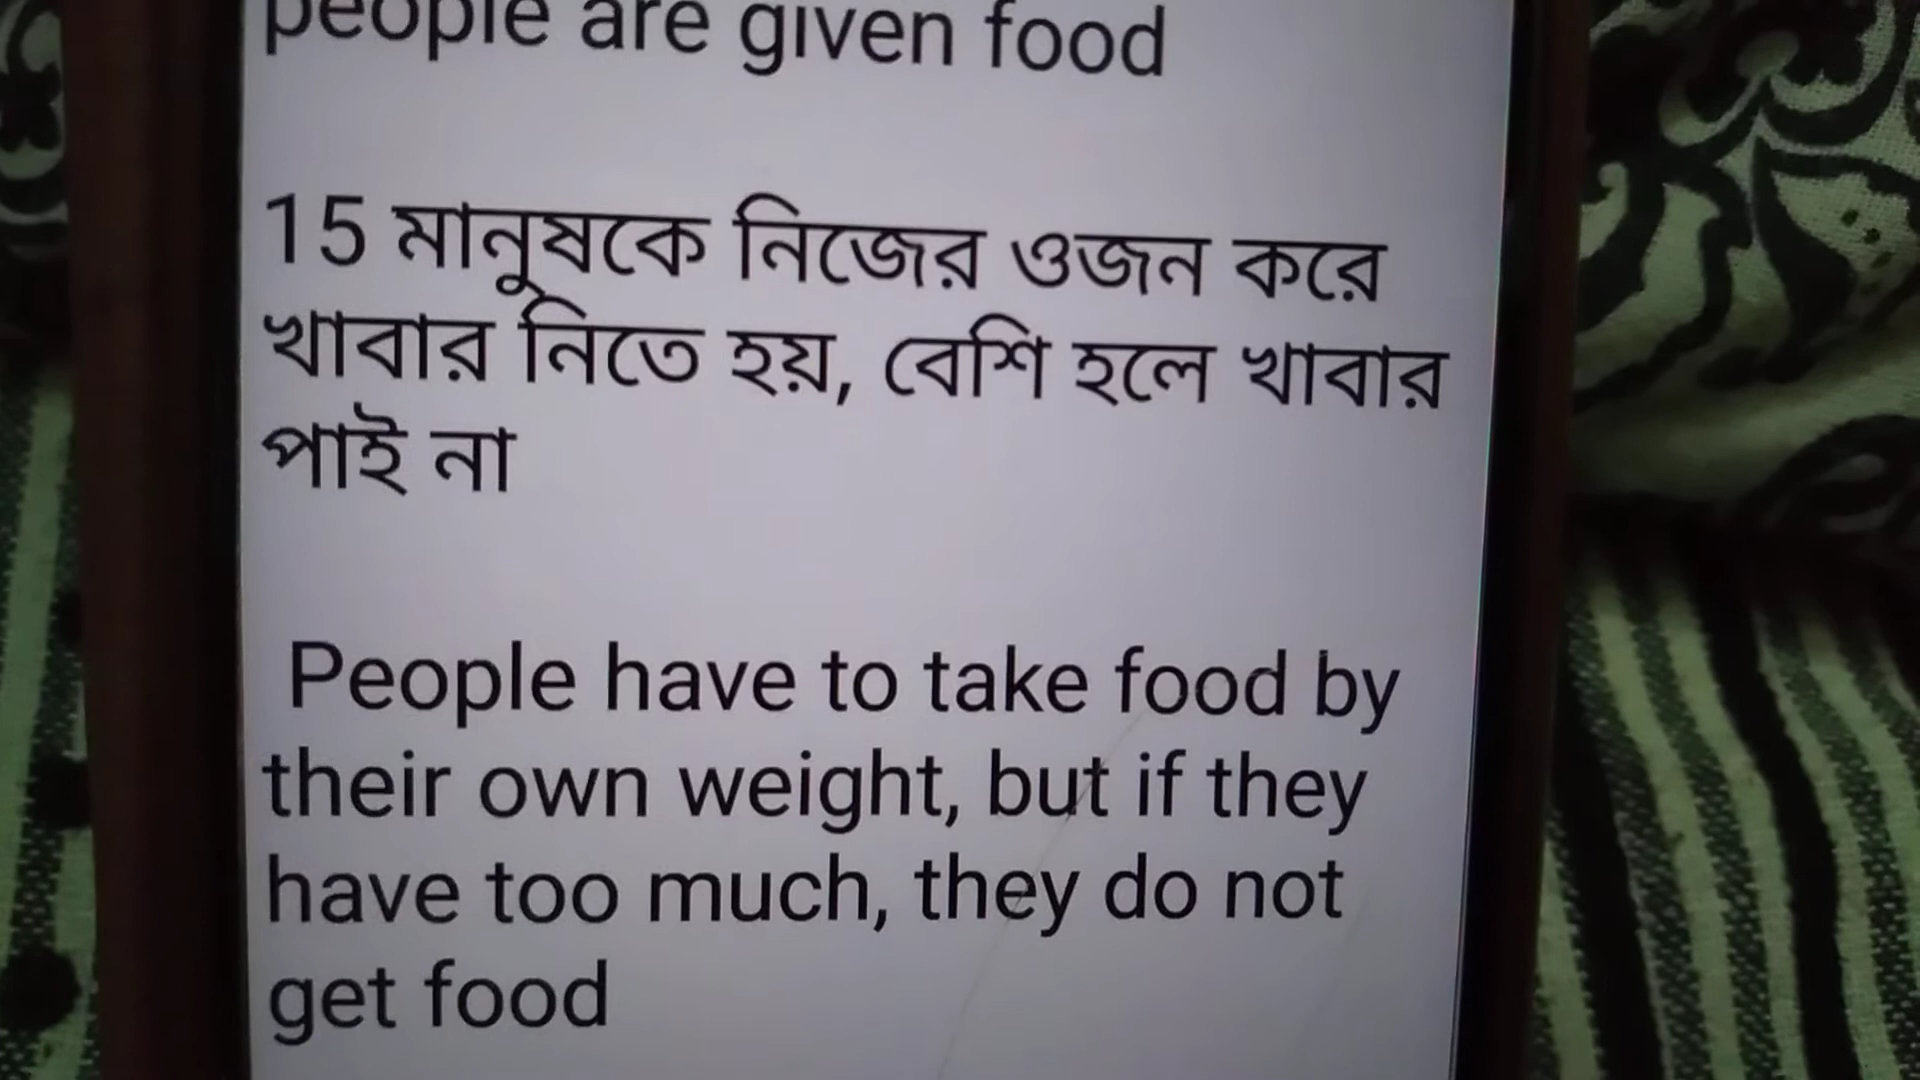 people are given food
15 মানুষকে নিজের ওজন করে
খাবার নিতে হয়, বেশি হলে খাবার
পাই না
People have to take food by
their own weight, but if they
have too much, they do not
get food